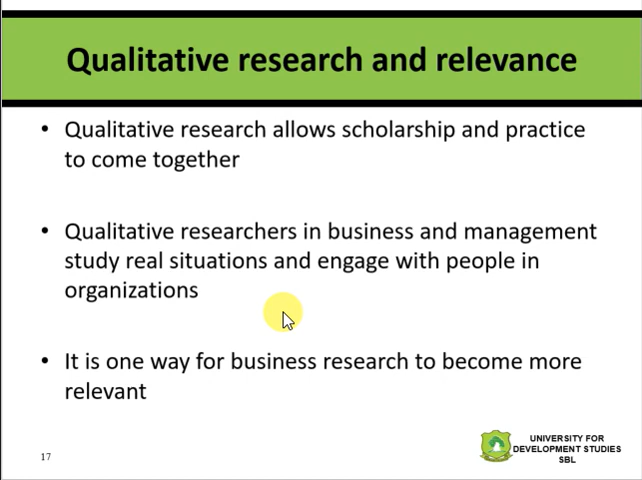 Qualitative research and relevance
• Qualitative research allows scholarship and practice
to come together
• Qualitative researchers in business and management
study real situations and engage with people in
organizations
• It is one way for business research to become more
relevant
17
UNIVERSITY FOR
DEVELOPMENT STUDIES
SBL